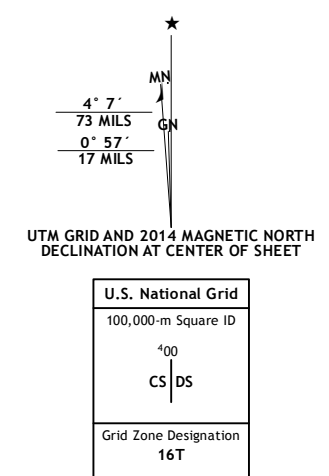 ★
MN
4° 7´
73 MILS
GN
0° 57´
17 MILS
UTM GRID AND 2014 MAGNETIC NORTH
DECLINATION AT CENTER OF SHEET
U.S. National Grid
100,000-m Square ID
⁴00
CS DS
Grid Zone Designation
16T